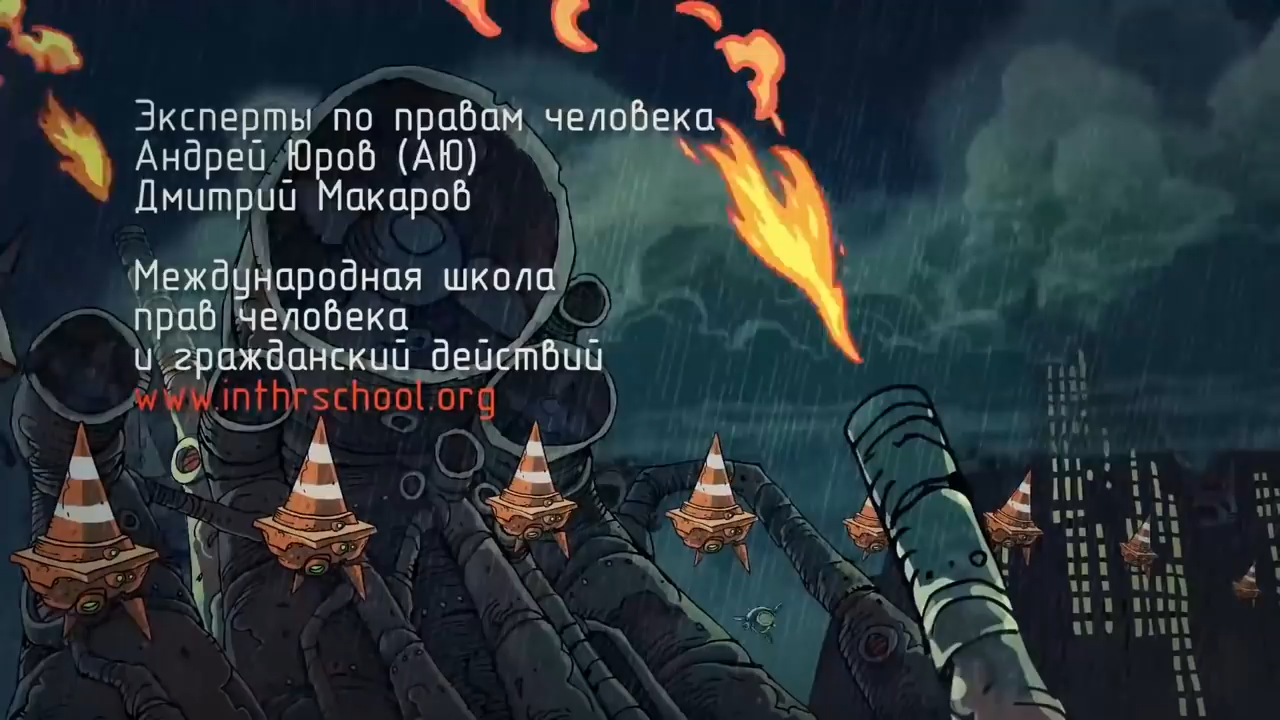 Эксперты по правам человека
Андрей Юров (АЮ)
Дмитрий Макаров
Международная школа
прав человека
и гражданский действий
www.inthrschool.org